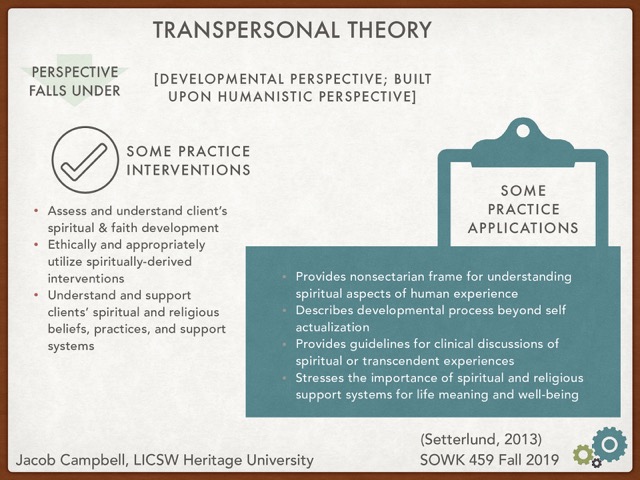 TRANSPERSONAL THEORY
PERSPECTIVE
FALLS UNDER
[DEVELOPMENTAL PERSPECTIVE; BUILT
UPON HUMANISTIC PERSPECTIVE]
SOME PRACTICE
INTERVENTIONS
• Assess and understand client's
spiritual & faith development
• Ethically and appropriately
utilize spiritually-derived
interventions
• Understand and support
clients' spiritual and religious
beliefs, practices, and support
systems
SOME
PRACTICE
APPLICATIONS
• Provides nonsectarian frame for understanding
spiritual aspects of human experience
• Describes developmental process beyond self
actualization
• Provides guidelines for clinical discussions of
spiritual or transcendent experiences
• Stresses the importance of spiritual and religious
support systems for life meaning and well-being
(Setterlund, 2013)
Jacob Campbell, LICSW Heritage University
SOWK 459 Fall 2019